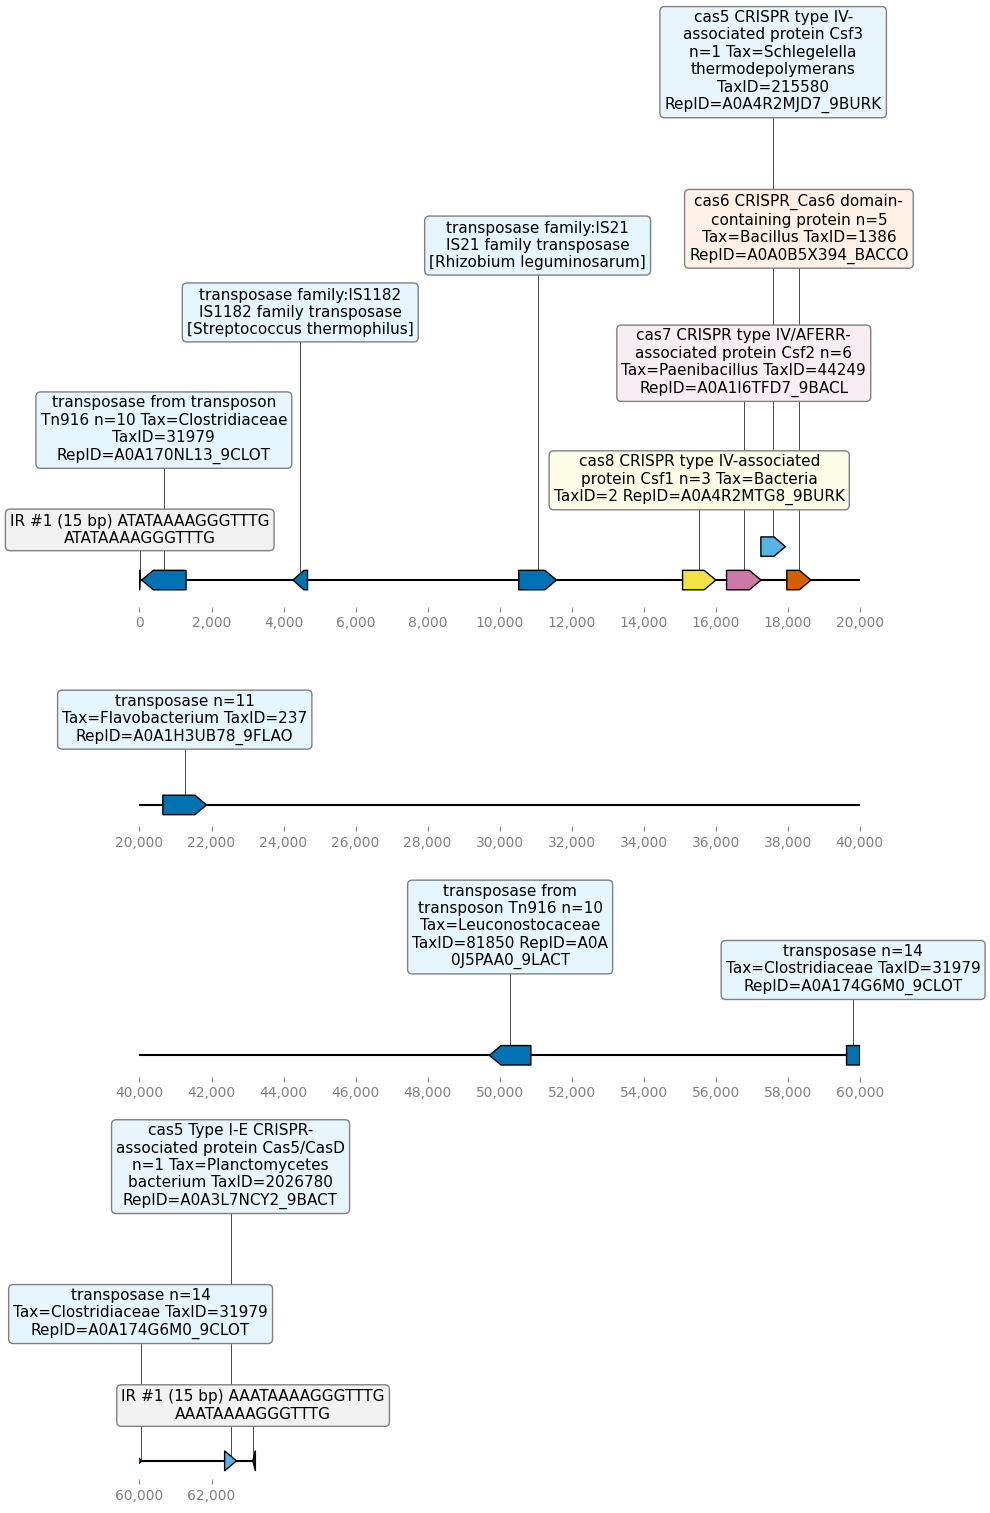 cas5 CRISPR type IV-
associated protein Csf3
n=1 Tax=Schlegelella
thermodepolymerans
TaxID=215580
RepID=A0A4R2MJD7_9BURK
cas6 CRISPR_Cas6 domain-
containing protein n=5
Tax=Bacillus TaxID=1386
RepID=A0A0B5X394_BACCO
transposase family:IS21
IS21 family transposase
[Rhizobium leguminosarum]
transposase family:IS1182
IS1182 family transposase
[Streptococcus thermophilus]
cas7 CRISPR type IV/AFERR-
associated protein Csf2 n=6
Tax=Paenibacillus TaxID=44249
RepID=A0A1I6TFD7_9BACL
transposase from transposon
Tn916 n=10 Tax=Clostridiaceae
TaxID=31979
RepID=A0A170NL13_9CLOT
cas8 CRISPR type IV-associated
protein Csf1 n=3 Tax=Bacteria
TaxID=2 RepID=A0A4R2MTG8_9BURK
IR #1 (15 bp) ATATAAAAGGGTTTG
ATATAAAAGGGTTTG
0 2,000 4,000 6,000 8,000 10,000 12,000 14,000 16,000 18,000 20,000
transposase n=11
Tax=Flavobacterium TaxID=237
RepID=A0A1H3UB78_9FLAO
20,000 22,000 24,000 26,000 28,000 30,000 32,000 34,000 36,000 38,000 40,000
transposase from
transposon Tn916 n=10
Tax=Leuconostocaceae
TaxID=81850 RepID=A0A
0J5PAA0_9LACT
transposase n=14
Tax=Clostridiaceae TaxID=31979
RepID=A0A174G6M0_9CLOT
40,000 42,000 44,000 46,000 48,000 50,000 52,000 54,000 56,000 58,000 60,000
cas5 Type I-E CRISPR-
associated protein Cas5/CasD
n=1 Tax=Planctomycetes
bacterium TaxID=2026780
RepID=A0A3L7NCY2_9BACT
transposase n=14
Tax=Clostridiaceae TaxID=31979
RepID=A0A174G6M0_9CLOT
IR #1 (15 bp) AAATAAAAGGGTTTG
AAATAAAAGGGTTTG
60,000 62,000